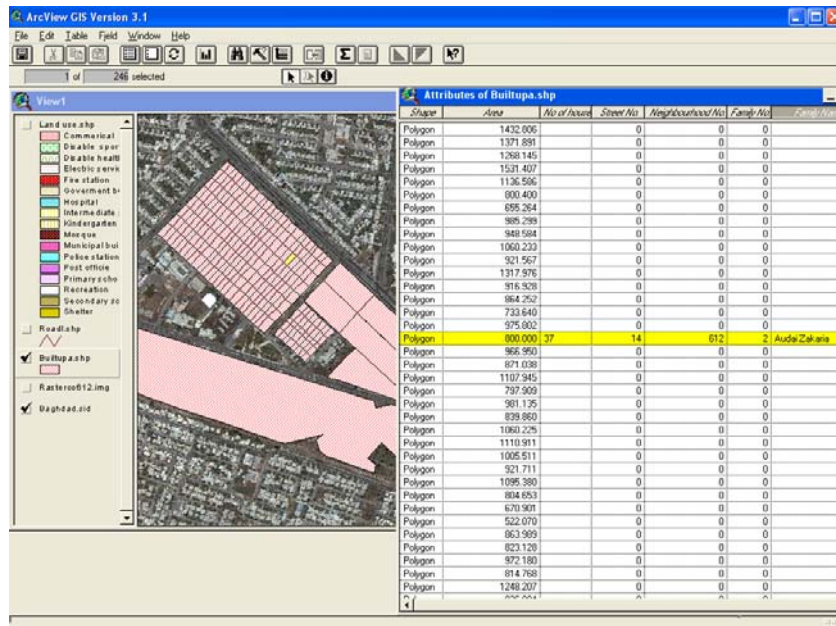 ArcView GIS Version 3.1
File Edit Table Field Window Help
1 of 246 selected
View1
Land use.shp
Commerical
Disable spor
Disable healt
Electric servic
Fire station
Goverment b
Hospital
Intermediate
Kindergarten
Mosque
Municipal bui
Police station
Post officie
Primary scho
Recreation
Secondary sc
Shelter
Roadl.shp
Builtupa.shp
Rasterco612.img
Baghdad.sid
Attributes of Builtupa.shp
Shape Area No of house Street No Neighbourhood No Family No Family Nam
Polygon 1432.806 0 0 0
Polygon 1371.891 0 0 0
Polygon 1268.145 0 0 0
Polygon 1531.407 0 0 0
Polygon 1136.586 0 0 0
Polygon 800.400 0 0 0
Polygon 655.264 0 0 0
Polygon 985.299 0 0 0
Polygon 948.584 0 0 0
Polygon 1060.233 0 0 0
Polygon 921.567 0 0 0
Polygon 1317.976 0 0 0
Polygon 916.928 0 0 0
Polygon 864.252 0 0 0
Polygon 733.640 0 0 0
Polygon 975.802 0 0 0
Polygon 800.000 37 14 612 2 Audai Zakaria
Polygon 966.950 0 0 0
Polygon 871.038 0 0 0
Polygon 1107.945 0 0 0
Polygon 797.909 0 0 0
Polygon 981.135 0 0 0
Polygon 839.860 0 0 0
Polygon 1060.225 0 0 0
Polygon 1110.911 0 0 0
Polygon 1005.511 0 0 0
Polygon 921.711 0 0 0
Polygon 1095.380 0 0 0
Polygon 804.653 0 0 0
Polygon 670.901 0 0 0
Polygon 522.070 0 0 0
Polygon 863.989 0 0 0
Polygon 823.128 0 0 0
Polygon 972.180 0 0 0
Polygon 814.768 0 0 0
Polygon 1248.207 0 0 0